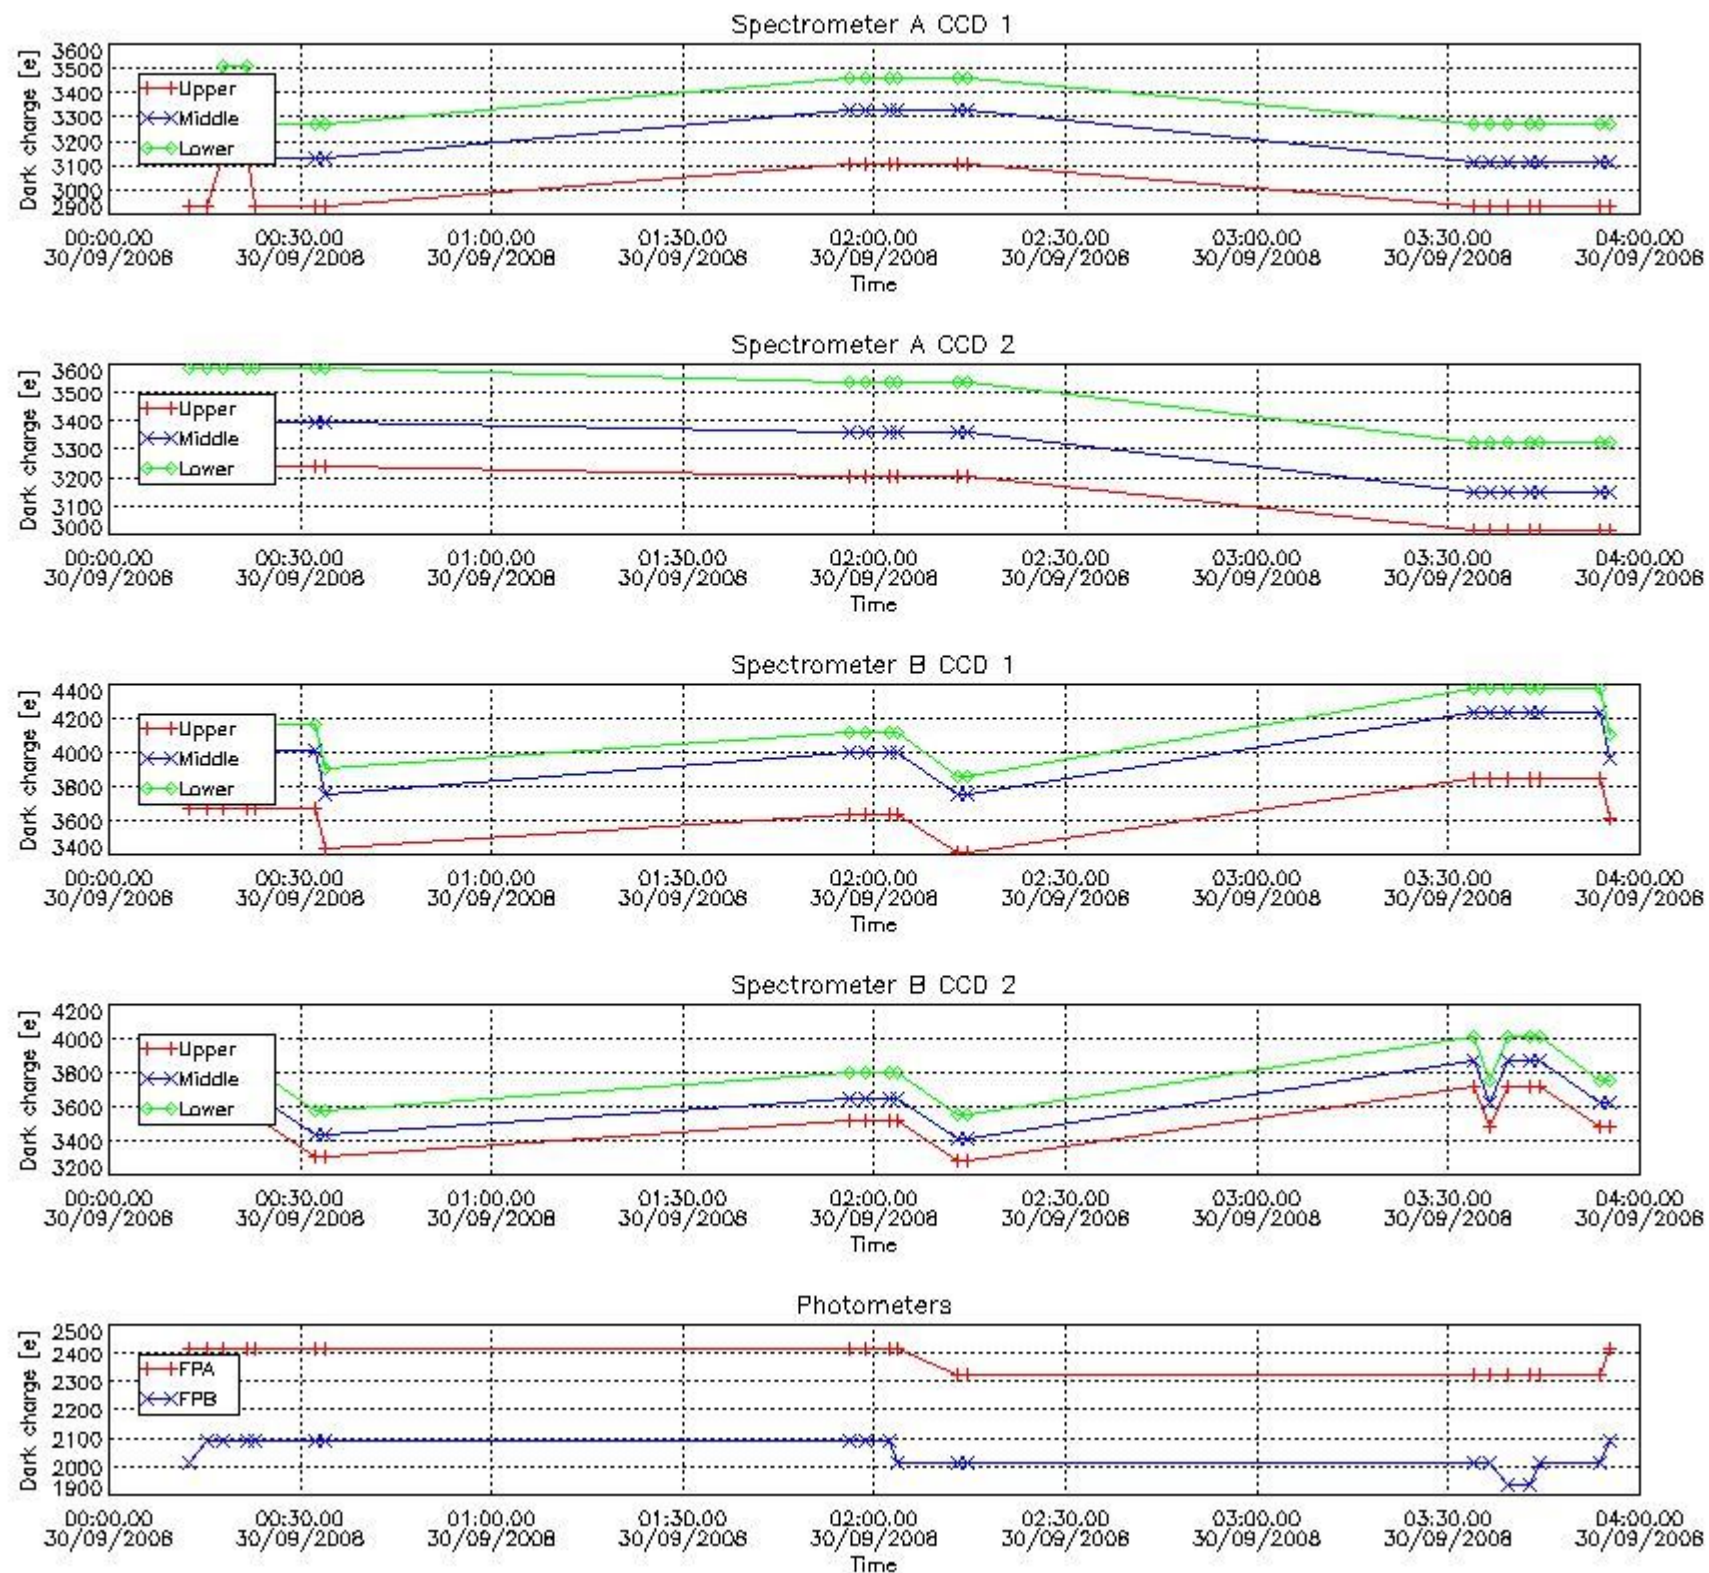 Spectrometer A CCD 1
Dark charge [e]
3600
3500
3400
3300
3200
3100
3000
2900
Upper
Middle
Lower
00:00.00 00:30.00 01:00.00 01:30.00 02:00.00 02:30.00 03:00.00 03:30.00 04:00.00
30/09/2008 30/09/2008 30/09/2008 30/09/2008 30/09/2008 30/09/2008 30/09/2008 30/09/2008 30/09/2008
Time
Spectrometer A CCD 2
Dark charge [e]
3600
3500
3400
3300
3200
3100
3000
Upper
Middle
Lower
00:00.00 00:30.00 01:00.00 01:30.00 02:00.00 02:30.00 03:00.00 03:30.00 04:00.00
30/09/2008 30/09/2008 30/09/2008 30/09/2008 30/09/2008 30/09/2008 30/09/2008 30/09/2008 30/09/2008
Time
Spectrometer B CCD 1
Dark charge [e]
4400
4200
4000
3800
3600
3400
Upper
Middle
Lower
00:00.00 00:30.00 01:00.00 01:30.00 02:00.00 02:30.00 03:00.00 03:30.00 04:00.00
30/09/2008 30/09/2008 30/09/2008 30/09/2008 30/09/2008 30/09/2008 30/09/2008 30/09/2008 30/09/2008
Time
Spectrometer B CCD 2
Dark charge [e]
4200
4000
3800
3600
3400
3200
Upper
Middle
Lower
00:00.00 00:30.00 01:00.00 01:30.00 02:00.00 02:30.00 03:00.00 03:30.00 04:00.00
30/09/2008 30/09/2008 30/09/2008 30/09/2008 30/09/2008 30/09/2008 30/09/2008 30/09/2008 30/09/2008
Time
Photometers
Dark charge [e]
2500
2400
2300
2200
2100
2000
1900
FPA
FPB
00:00.00 00:30.00 01:00.00 01:30.00 02:00.00 02:30.00 03:00.00 03:30.00 04:00.00
30/09/2008 30/09/2008 30/09/2008 30/09/2008 30/09/2008 30/09/2008 30/09/2008 30/09/2008 30/09/2008
Time